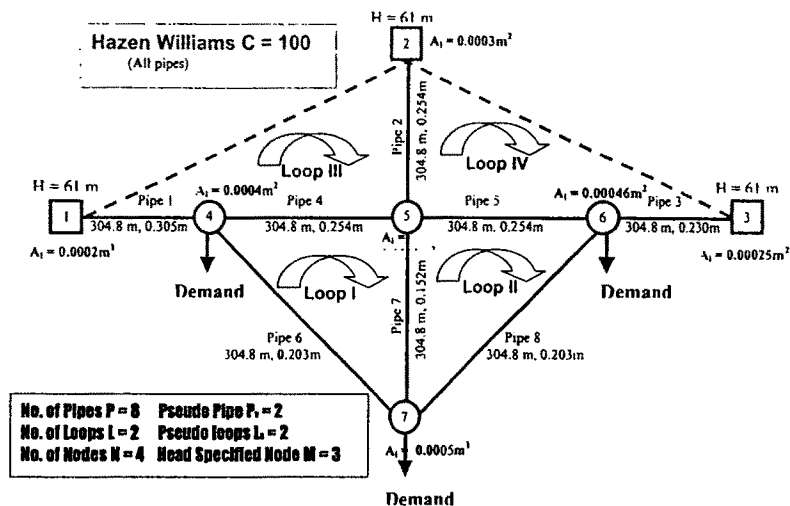 Hazen Williams C = 100
(All pipes)
H = 61 m
2
A₁ = 0.0003m²
Pipe 2
304.8 m, 0.254m
Loop III
Loop IV
H = 61 m
1
Pipe 1
304.8 m, 0.305m
A₁ = 0.0002m³
A₁ = 0.0004m²
4
Demand
Pipe 4
304.8 m, 0.254m
5
A₁ =
Pipe 5
304.8 m, 0.254m
A₁ = 0.00046m²
6
Demand
Pipe 3
304.8 m, 0.230m
H = 61 m
3
A₁ = 0.00025m²
Loop I
Loop II
Pipe 7
304.8 m, 0.152m
Pipe 6
304.8 m, 0.203m
Pipe 8
304.8 m, 0.203m
7
A₁ = 0.0005m³
Demand
No. of Pipes P = 8 Pseudo Pipe Pₛ = 2
No. of Loops L = 2 Pseudo loops Lₛ = 2
No. of Nodes N = 4 Head Specified Node M = 3